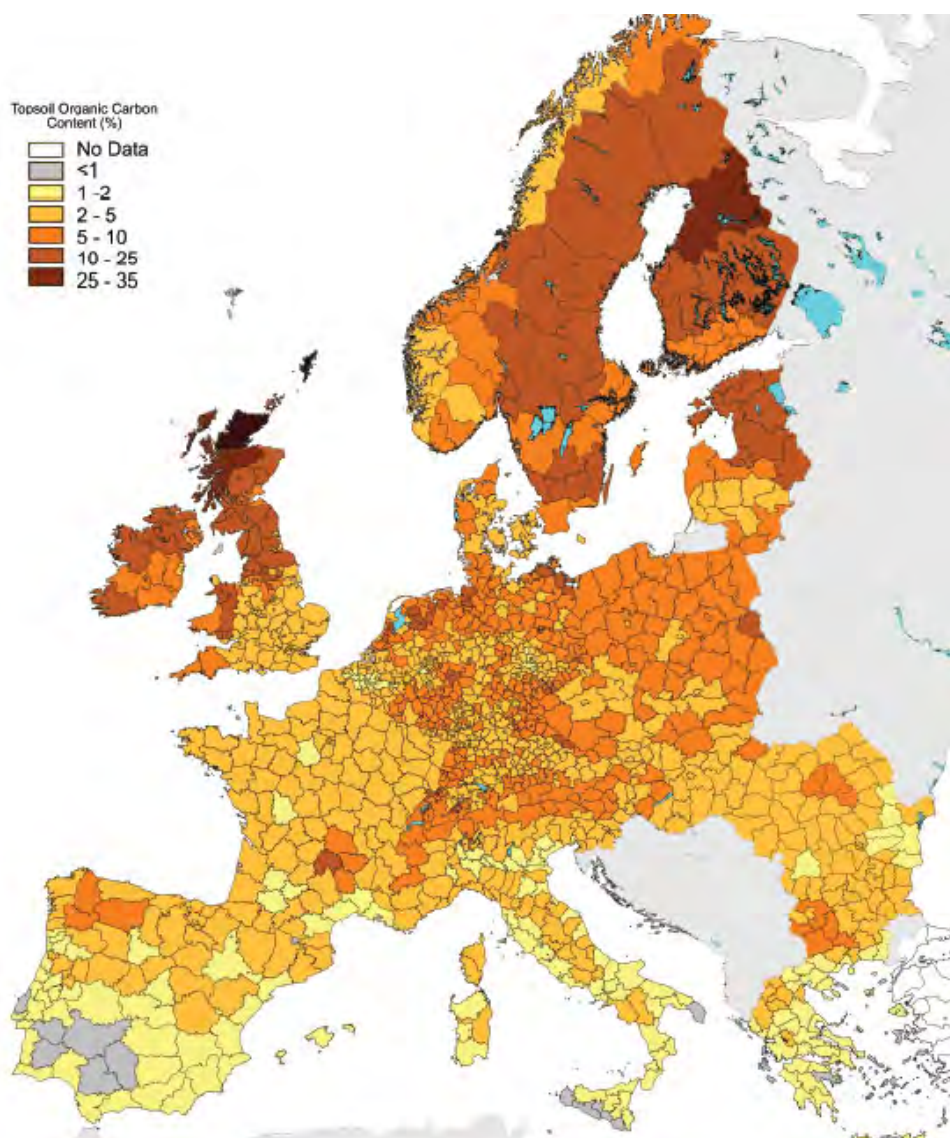 Topsoil Organic Carbon
Content (%)
No Data
<1
1 -2
2 - 5
5 - 10
10 - 25
25 - 35